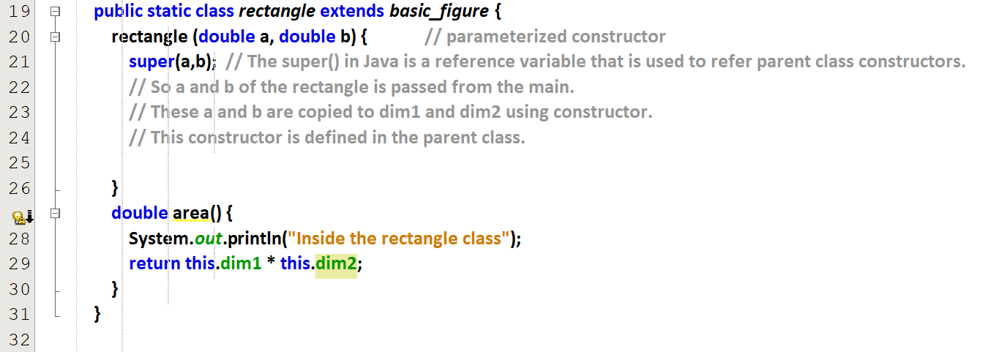 19 public static class rectangle extends basic_figure {
20 rectangle (double a, double b) { // parameterized constructor
21 super(a,b); // The super() in Java is a reference variable that is used to refer parent class constructors.
22 // So a and b of the rectangle is passed from the main.
23 // These a and b are copied to dim1 and dim2 using constructor.
24 // This constructor is defined in the parent class.
25
26 }
double area() {
28 System.out.println("Inside the rectangle class");
29 return this.dim1 * this.dim2;
30 }
31 }
32